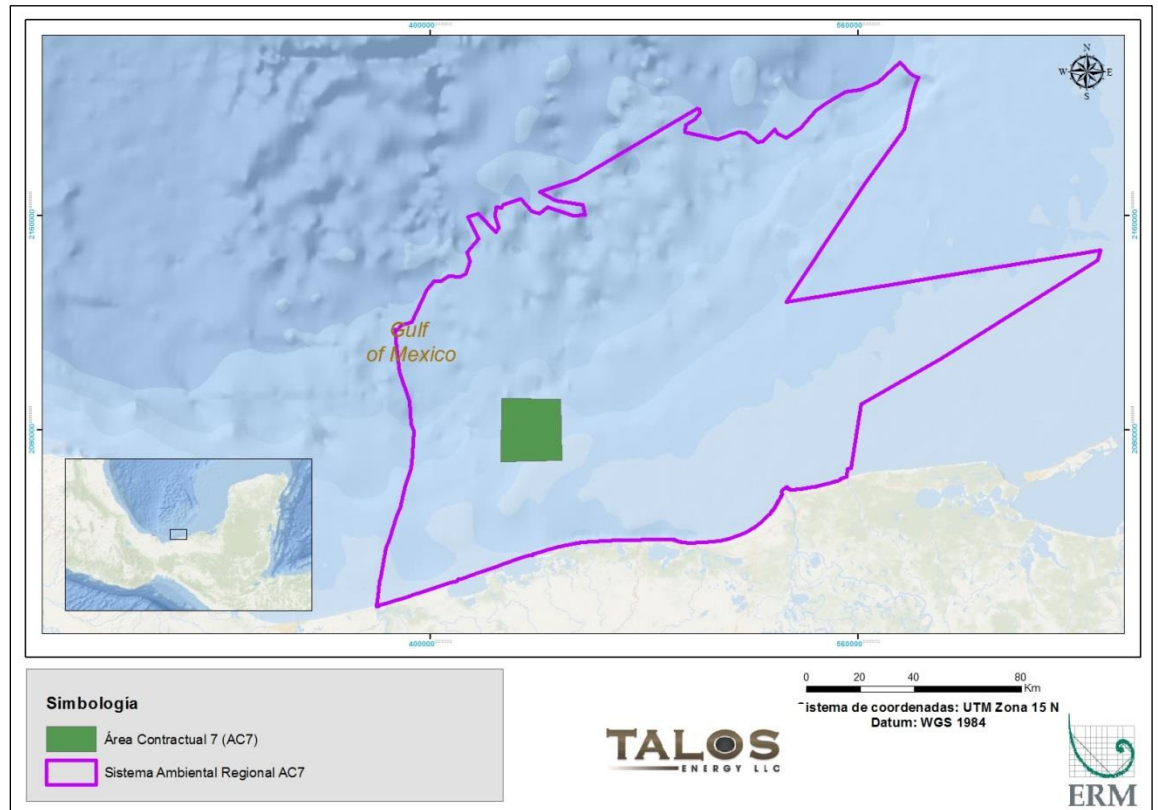 400000
560000
N
W
E
S
2160000
2160000
Gulf
of Mexico
2080000
2080000
400000
560000
Simbología
Área Contractual 7 (AC7)
Sistema Ambiental Regional AC7
0 20 40 60 80
Km
istema de coordenadas: UTM Zona 15 N
Datum: WGS 1984
TALOS
ENERGY LLC
ERM